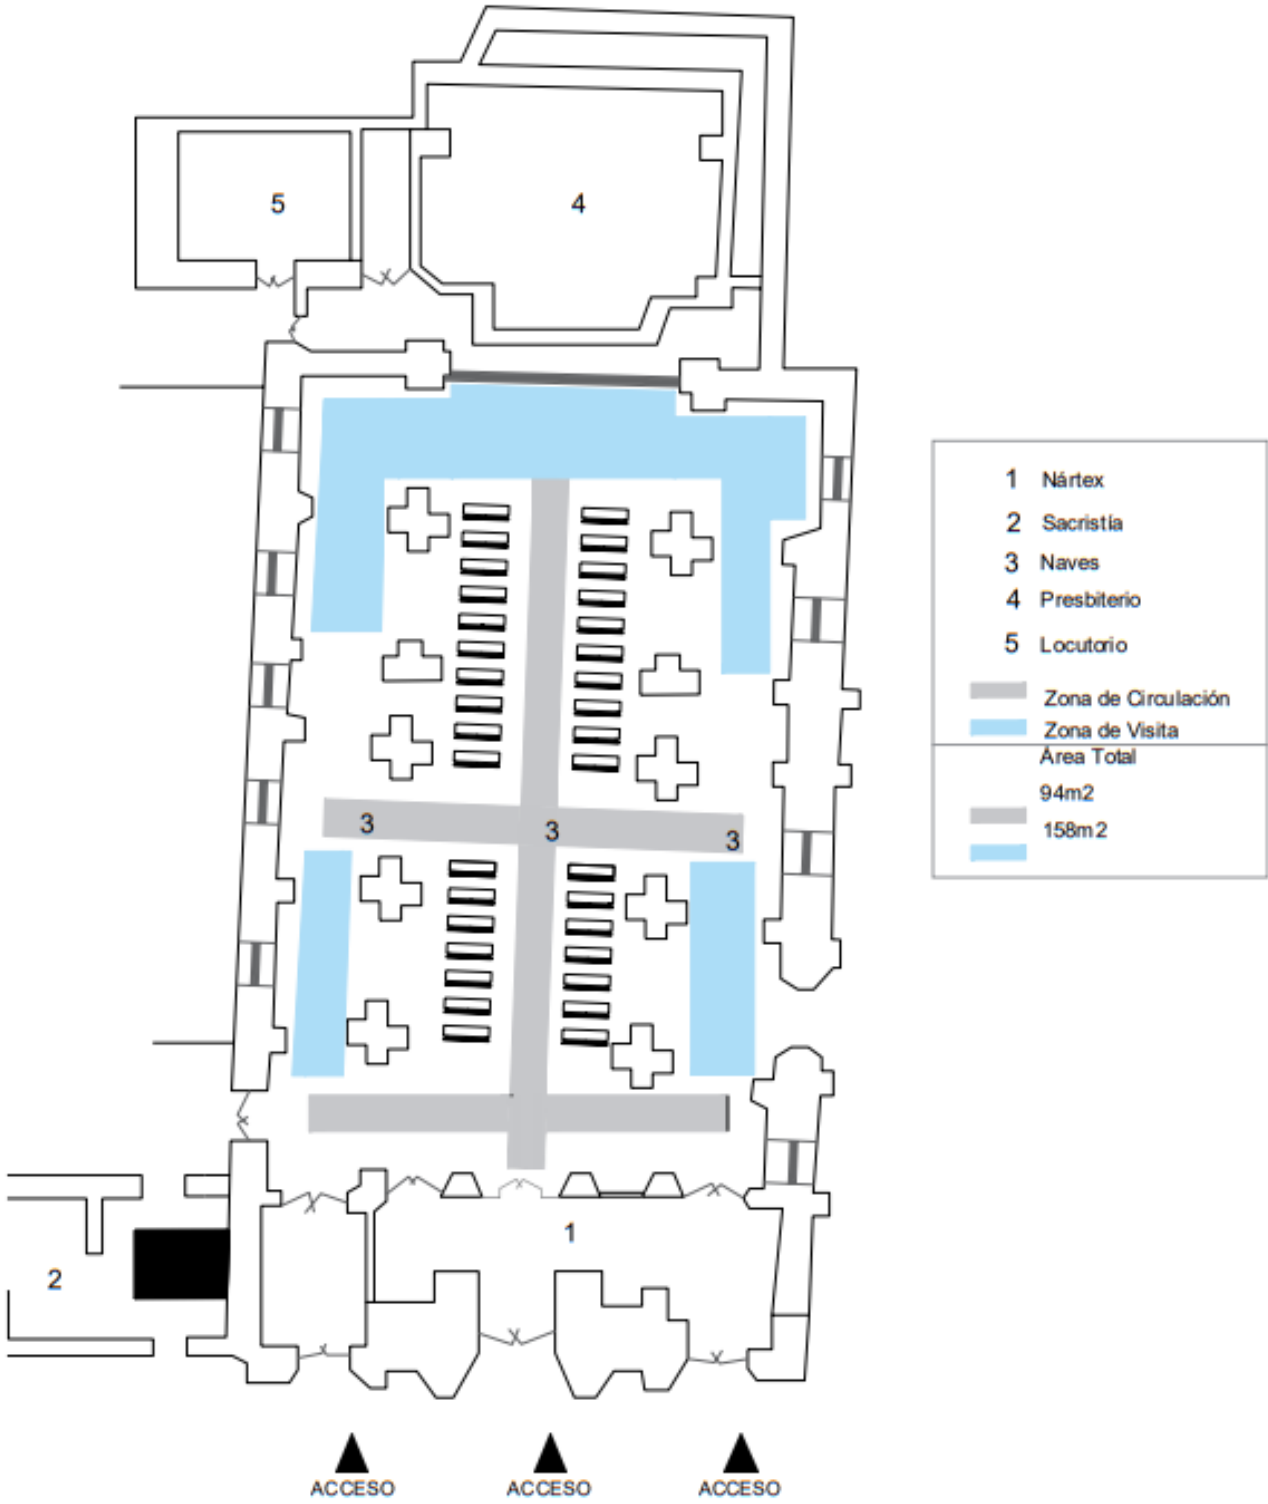 5
4
1 Nártex
2 Sacristía
3 Naves
4 Presbiterio
5 Locutorio
Zona de Circulación
Zona de Visita
Área Total
94m2
158m2
3
3
3
1
2
ACCESO
ACCESO
ACCESO